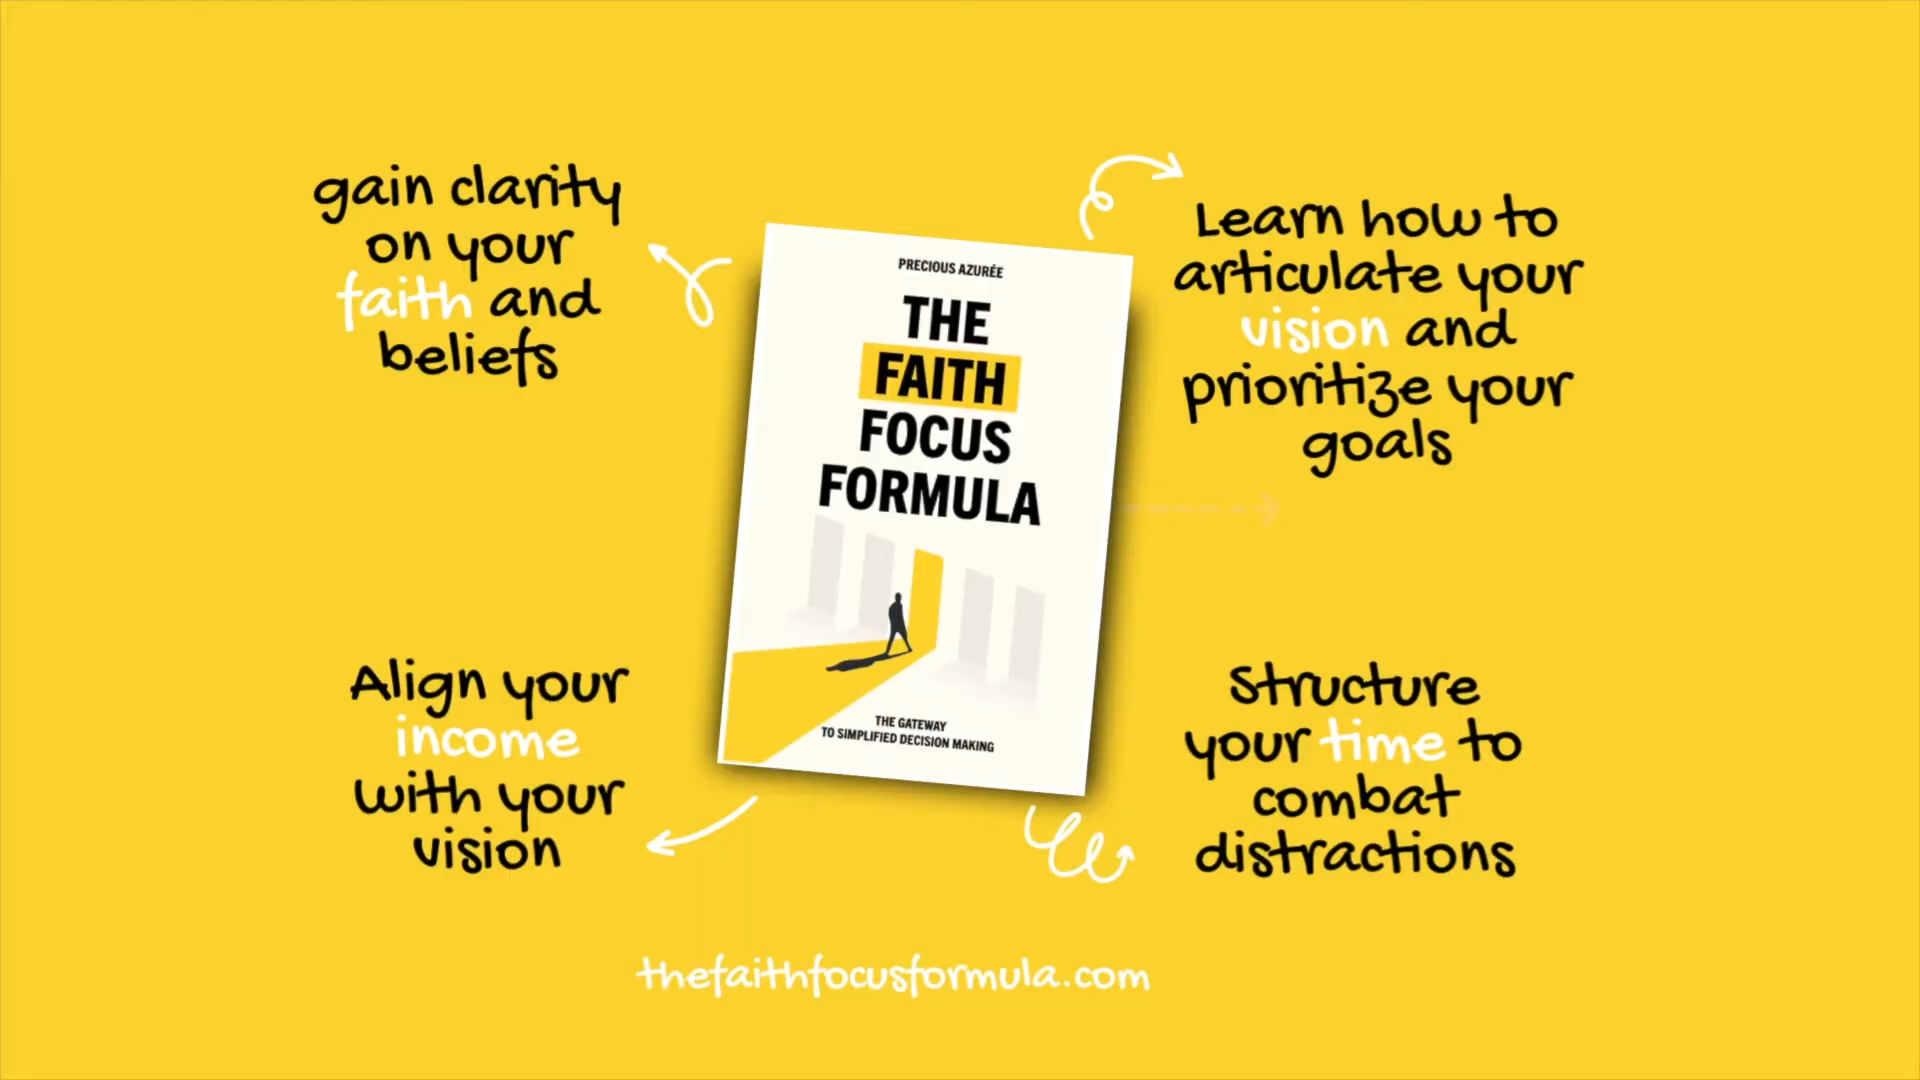 gain clarity
on your
faith and
beliefs
PRECIOUS AZURÉE
THE
FAITH
FOCUS
FORMULA
THE GATEWAY
TO SIMPLIFIED DECISION MAKING
Learn how to
articulate your
vision and
prioritize your
goals
Align your
income
with your
vision
Structure
your time to
combat
distractions
thefaithfocusformula.com